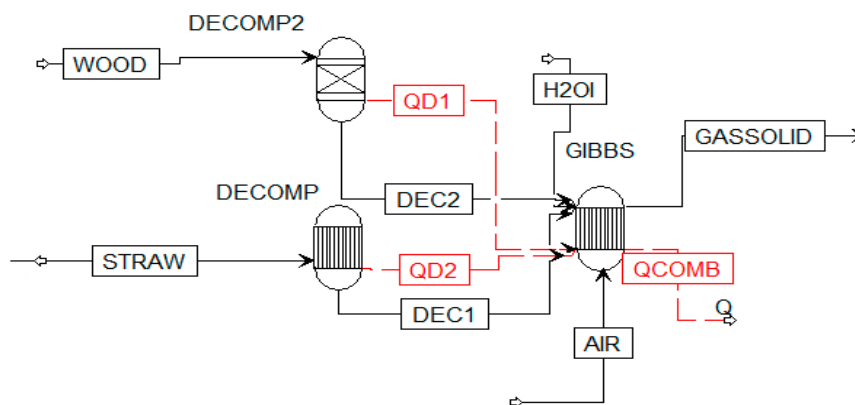 DECOMP2
WOOD
QD1
H2OI
GIBBS
GASSOLID
DECOMP
DEC2
STRAW
QD2
QCOMB
Q
DEC1
AIR